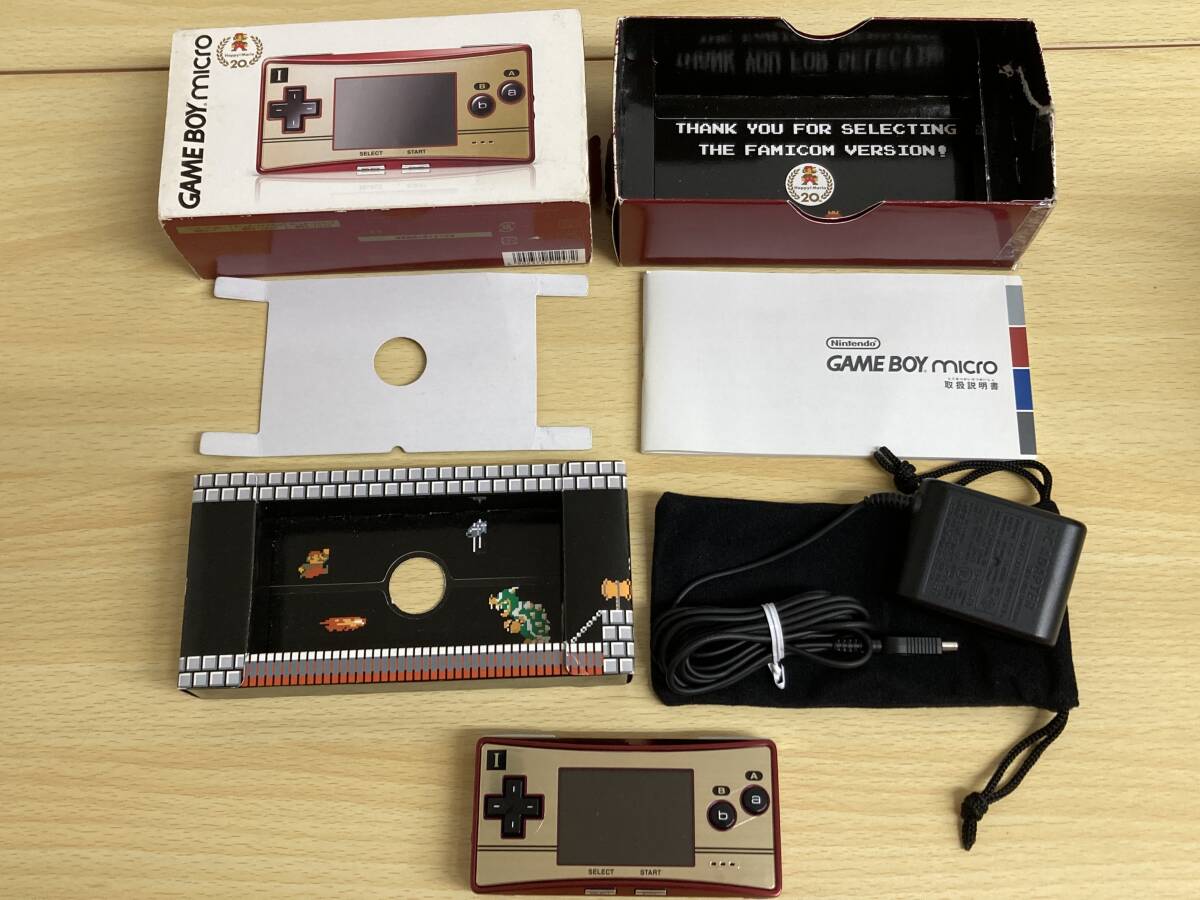 GAME BOY micro
Happy! Mario
20th
I
B
A
b
a
SELECT START
THANK YOU FOR SELECTING
THE FAMICOM VERSION!
Happy! Mario
20th
Nintendo
GAME BOY micro
取扱説明書
I
B
A
b
a
SELECT START